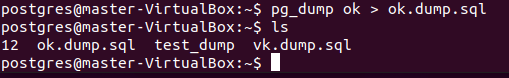 postgres@master-VirtualBox:~$ pg_dump ok > ok.dump.sql
postgres@master-VirtualBox:~$ ls
12  ok.dump.sql  test_dump  vk.dump.sql
postgres@master-VirtualBox:~$